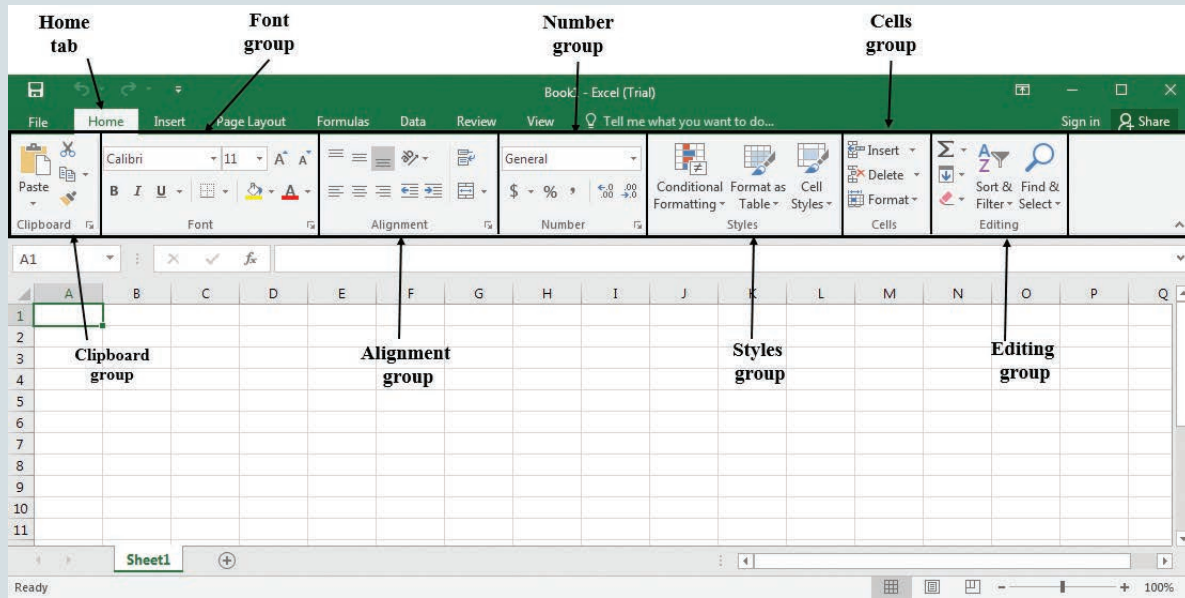 Home
tab
Font
group
Number
group
Cells
group
Book1 - Excel (Trial)
File Home Insert Page Layout Formulas Data Review View Tell me what you want to do... Sign in Share
Paste
Clipboard
Calibri 11
B I U A
Font
Alignment
General
$ % , .0 .00 .00 .0
Number
Conditional
Formatting
Format as
Table
Cell
Styles
Styles
Insert
Delete
Format
Cells
Σ A Z
Sort &
Filter
Find &
Select
Editing
A1 fx
A B C D E F G H I J K L M N O P Q
1
2
3
4
5
6
7
8
9
10
11
Clipboard
group
Alignment
group
Styles
group
Editing
group
Sheet1
Ready 100%